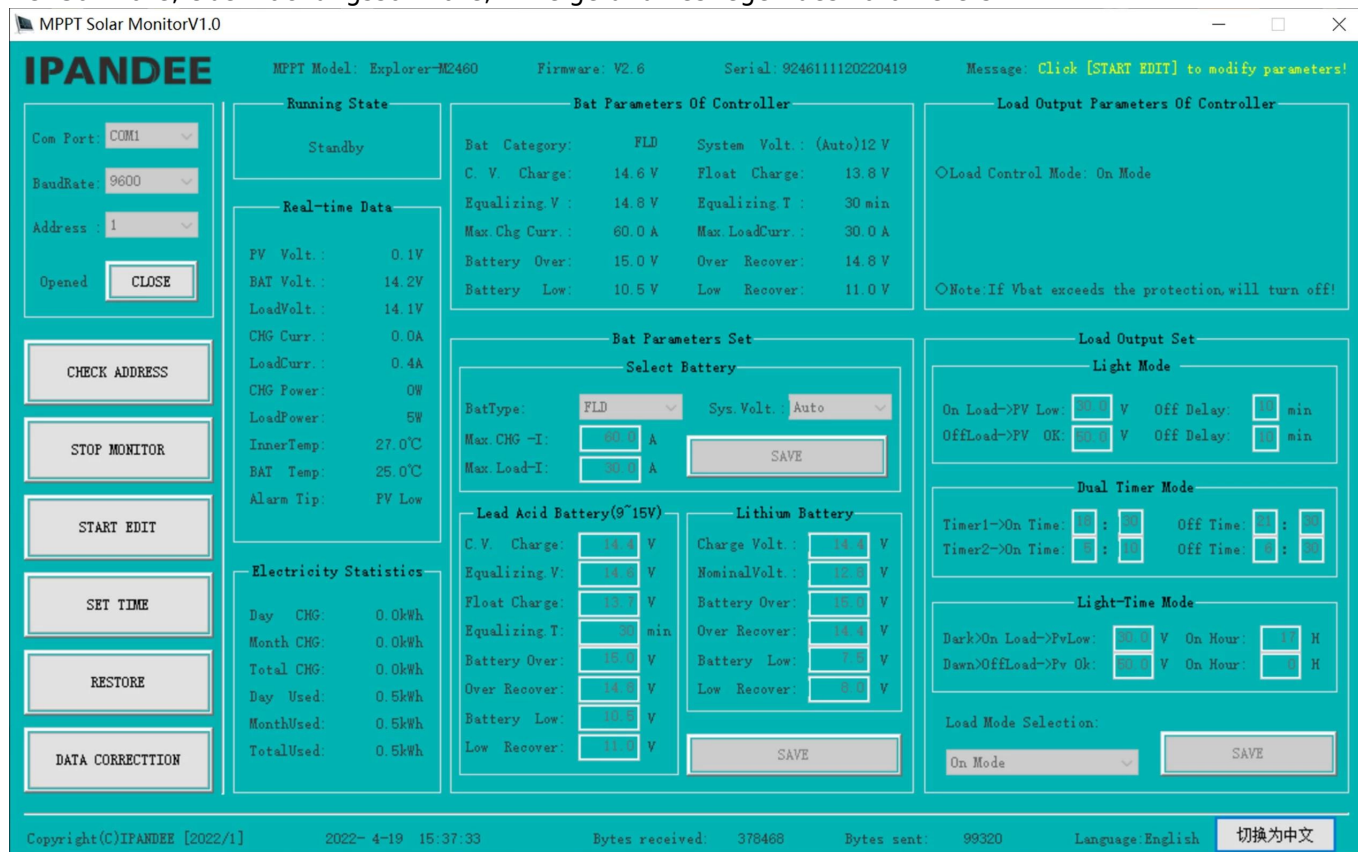 MPPT Solar MonitorV1.0
IPANDEE
MPPT Model: Explorer-M2460 Firmware: V2.6 Serial: 9246111120220419 Message: Click [START EDIT] to modify parameters!
Com Port: COM1
BaudRate: 9600
Address : 1
Opened CLOSE
CHECK ADDRESS
STOP MONITOR
START EDIT
SET TIME
RESTORE
DATA CORRECTTION
Running State
Standby
Real-time Data
PV Volt.: 0.1V
BAT Volt.: 14.2V
LoadVolt.: 14.1V
CHG Curr.: 0.0A
LoadCurr.: 0.4A
CHG Power: 0W
LoadPower: 5W
InnerTemp: 27.0℃
BAT Temp: 25.0℃
Alarm Tip: PV Low
Electricity Statistics
Day CHG: 0.0kWh
Month CHG: 0.0kWh
Total CHG: 0.0kWh
Day Used: 0.5kWh
MonthUsed: 0.5kWh
TotalUsed: 0.5kWh
Bat Parameters Of Controller
Bat Category: FLD System Volt.: (Auto)12 V
C. V. Charge: 14.6 V Float Charge: 13.8 V
Equalizing.V : 14.8 V Equalizing.T : 30 min
Max.Chg Curr.: 60.0 A Max.LoadCurr.: 30.0 A
Battery Over: 15.0 V Over Recover: 14.8 V
Battery Low: 10.5 V Low Recover: 11.0 V
Load Output Parameters Of Controller
○Load Control Mode: On Mode
○Note:If Vbat exceeds the protection,will turn off!
Bat Parameters Set
Select Battery
BatType: FLD Sys.Volt.: Auto
Max.CHG -I: 60.0 A
Max.Load-I: 30.0 A
SAVE
Lead Acid Battery(9~15V)
C.V. Charge: 14.4 V
Equalizing.V: 14.6 V
Float Charge: 13.7 V
Equalizing.T: 30 min
Battery Over: 15.0 V
Over Recover: 14.8 V
Battery Low: 10.5 V
Low Recover: 11.0 V
Lithium Battery
Charge Volt.: 14.4 V
NominalVolt.: 12.8 V
Battery Over: 15.0 V
Over Recover: 14.4 V
Battery Low: 7.5 V
Low Recover: 8.0 V
SAVE
Load Output Set
Light Mode
On Load->PV Low: 30.0 V Off Delay: 10 min
OffLoad->PV OK: 50.0 V Off Delay: 10 min
Dual Timer Mode
Timer1->On Time: 18 : 30 Off Time: 21 : 30
Timer2->On Time: 5 : 10 Off Time: 6 : 30
Light-Time Mode
Dark>On Load->PvLow: 30.0 V On Hour: 17 H
Dawn>OffLoad->Pv Ok: 50.0 V On Hour: 0 H
Load Mode Selection:
On Mode SAVE
Copyright(C)IPANDEE [2022/1] 2022- 4-19 15:37:33 Bytes received: 378468 Bytes sent: 99320 Language:English 切换为中文